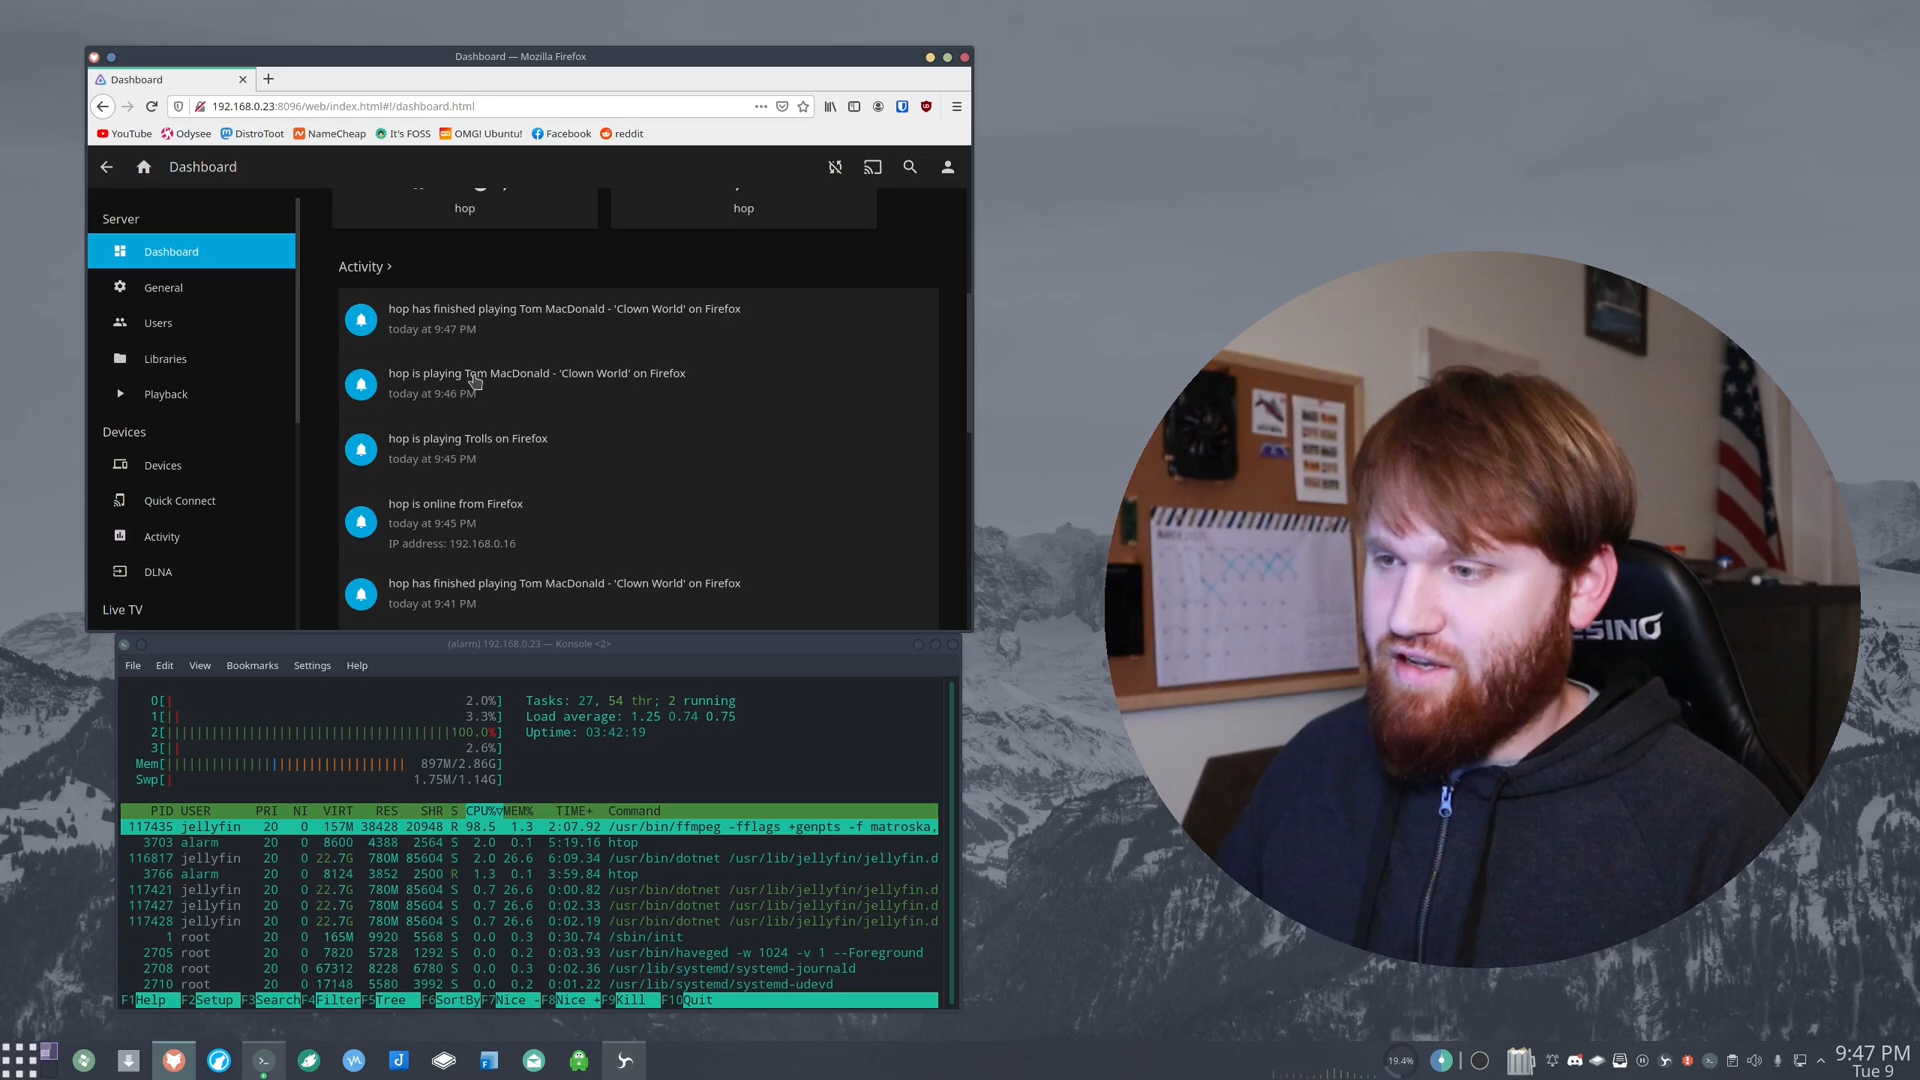 Dashboard — Mozilla Firefox
Dashboard
192.168.0.23:8096/web/index.html#!/dashboard.html
YouTube Odysee DistroToot NameCheap It's FOSS OMG! Ubuntu! Facebook reddit
Dashboard
hop hop
Server
Dashboard
General
Users
Libraries
Playback
Devices
Devices
Quick Connect
Activity
DLNA
Live TV
Activity >
hop has finished playing Tom MacDonald - 'Clown World' on Firefox
today at 9:47 PM
hop is playing Tom MacDonald - 'Clown World' on Firefox
today at 9:46 PM
hop is playing Trolls on Firefox
today at 9:45 PM
hop is online from Firefox
today at 9:45 PM
IP address: 192.168.0.16
hop has finished playing Tom MacDonald - 'Clown World' on Firefox
today at 9:41 PM
(alarm) 192.168.0.23 — Konsole <2>
File Edit View Bookmarks Settings Help
0[| 2.0%] Tasks: 27, 54 thr; 2 running
1[|| 3.3%] Load average: 1.25 0.74 0.75
2[||||||||||||||||||||||||||||||||||||100.0%] Uptime: 03:42:19
3[|| 2.6%]
Mem[|||||||||||||||||||||||||||||| 897M/2.86G]
Swp[| 1.75M/1.14G]
PID USER PRI NI VIRT RES SHR S CPU%▽MEM% TIME+ Command
117435 jellyfin 20 0 157M 38428 20948 R 98.5 1.3 2:07.92 /usr/bin/ffmpeg -fflags +genpts -f matroska,
3703 alarm 20 0 8600 4388 2564 S 2.0 0.1 5:19.16 htop
116817 jellyfin 20 0 22.7G 780M 85604 S 2.0 26.6 6:09.34 /usr/bin/dotnet /usr/lib/jellyfin/jellyfin.d
3766 alarm 20 0 8124 3852 2500 R 1.3 0.1 3:59.84 htop
117421 jellyfin 20 0 22.7G 780M 85604 S 0.7 26.6 0:00.82 /usr/bin/dotnet /usr/lib/jellyfin/jellyfin.d
117427 jellyfin 20 0 22.7G 780M 85604 S 0.7 26.6 0:02.33 /usr/bin/dotnet /usr/lib/jellyfin/jellyfin.d
117428 jellyfin 20 0 22.7G 780M 85604 S 0.7 26.6 0:02.19 /usr/bin/dotnet /usr/lib/jellyfin/jellyfin.d
1 root 20 0 165M 9920 5568 S 0.0 0.3 0:30.74 /sbin/init
2705 root 20 0 7820 5728 1292 S 0.0 0.2 0:03.93 /usr/bin/haveged -w 1024 -v 1 --Foreground
2708 root 20 0 67312 8228 6780 S 0.0 0.3 0:02.36 /usr/lib/systemd/systemd-journald
2710 root 20 0 17148 5580 3992 S 0.0 0.2 0:01.22 /usr/lib/systemd/systemd-udevd
F1Help F2Setup F3SearchF4FilterF5Tree F6SortByF7Nice -F8Nice +F9Kill F10Quit
19.4%
9:47 PM
Tue 9